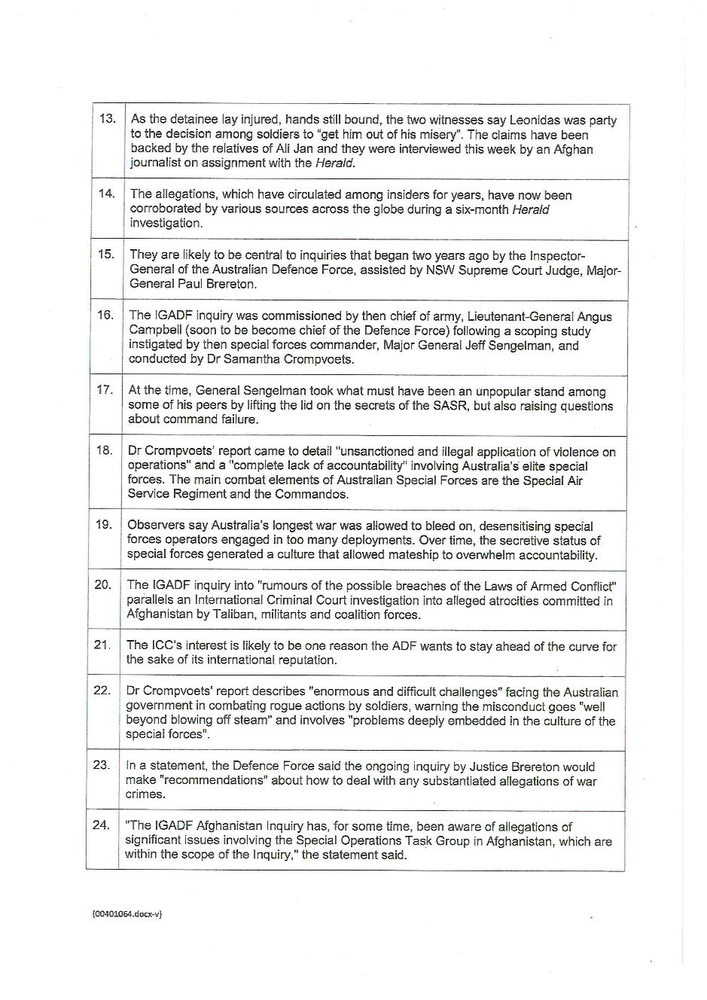 13. As the detainee lay injured, hands still bound, the two witnesses say Leonidas was party
to the decision among soldiers to "get him out of his misery". The claims have been
backed by the relatives of Ali Jan and they were interviewed this week by an Afghan
journalist on assignment with the Herald.
14. The allegations, which have circulated among insiders for years, have now been
corroborated by various sources across the globe during a six-month Herald
investigation.
15. They are likely to be central to inquiries that began two years ago by the Inspector-
General of the Australian Defence Force, assisted by NSW Supreme Court Judge, Major-
General Paul Brereton.
16. The IGADF inquiry was commissioned by then chief of army, Lieutenant-General Angus
Campbell (soon to be become chief of the Defence Force) following a scoping study
instigated by then special forces commander, Major General Jeff Sengelman, and
conducted by Dr Samantha Crompvoets.
17. At the time, General Sengelman took what must have been an unpopular stand among
some of his peers by lifting the lid on the secrets of the SASR, but also raising questions
about command failure.
18. Dr Crompvoets' report came to detail "unsanctioned and illegal application of violence on
operations" and a "complete lack of accountability" involving Australia's elite special
forces. The main combat elements of Australian Special Forces are the Special Air
Service Regiment and the Commandos.
19. Observers say Australia's longest war was allowed to bleed on, desensitising special
forces operators engaged in too many deployments. Over time, the secretive status of
special forces generated a culture that allowed mateship to overwhelm accountability.
20. The IGADF inquiry into "rumours of the possible breaches of the Laws of Armed Conflict"
parallels an International Criminal Court investigation into alleged atrocities committed in
Afghanistan by Taliban, militants and coalition forces.
21. The ICC's interest is likely to be one reason the ADF wants to stay ahead of the curve for
the sake of its international reputation.
22. Dr Crompvoets' report describes "enormous and difficult challenges" facing the Australian
government in combating rogue actions by soldiers, warning the misconduct goes "well
beyond blowing off steam" and involves "problems deeply embedded in the culture of the
special forces".
23. In a statement, the Defence Force said the ongoing inquiry by Justice Brereton would
make "recommendations" about how to deal with any substantiated allegations of war
crimes.
24. "The IGADF Afghanistan Inquiry has, for some time, been aware of allegations of
significant issues involving the Special Operations Task Group in Afghanistan, which are
within the scope of the Inquiry," the statement said.
{00401064.docx-v}